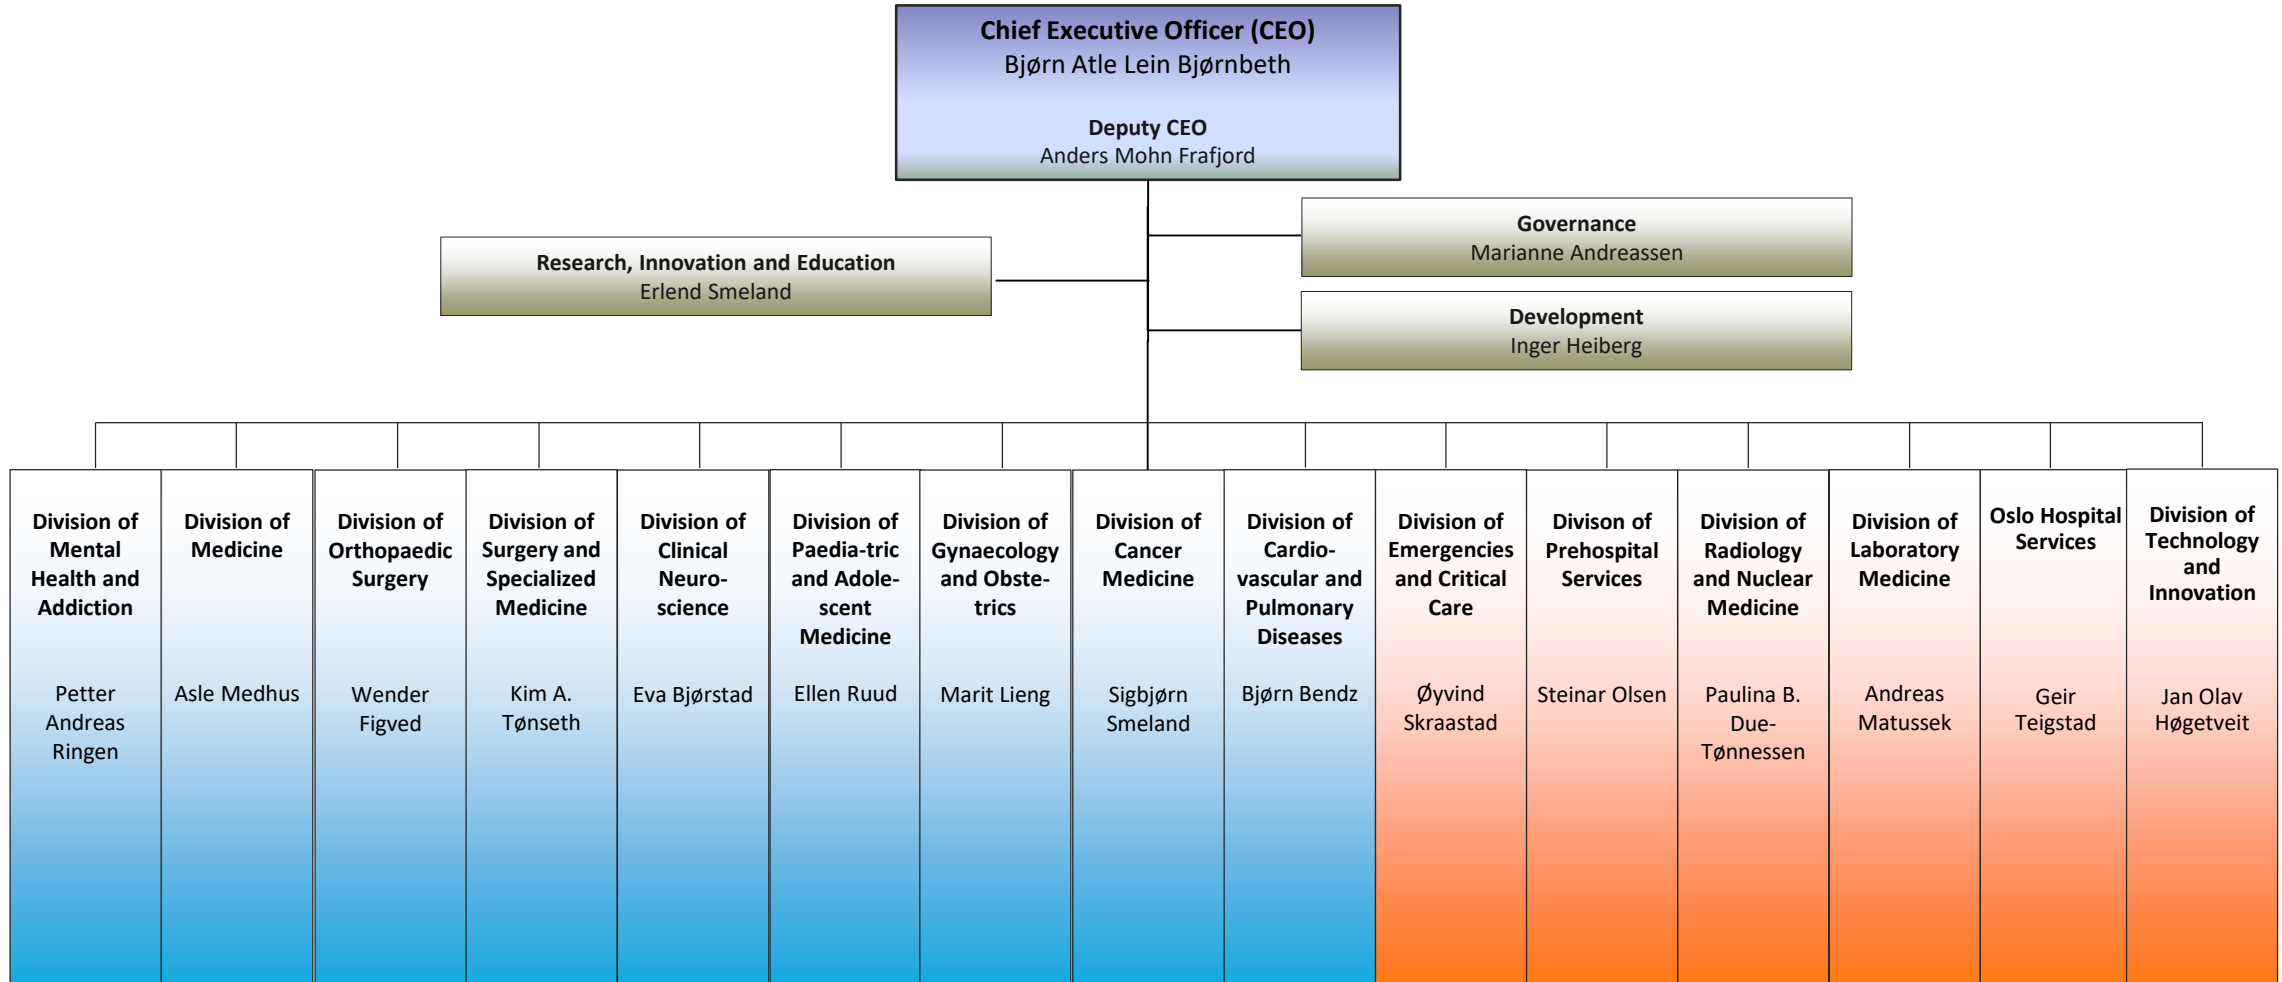 Chief Executive Officer (CEO)
Bjørn Atle Lein Bjørnbeth
Deputy CEO
Anders Mohn Frafjord
Governance
Marianne Andreassen
Research, Innovation and Education
Erlend Smeland
Development
Inger Heiberg
Division of
Mental
Health and
Addiction
Petter
Andreas
Ringen
Division of
Medicine
Asle Medhus
Division of
Orthopaedic
Surgery
Wender
Figved
Division of
Surgery and
Specialized
Medicine
Kim A.
Tønseth
Division of
Clinical
Neuro-
science
Eva Bjørstad
Division of
Paedia-tric
and Adole-
scent
Medicine
Ellen Ruud
Division of
Gynaecology
and Obste-
trics
Marit Lieng
Division of
Cancer
Medicine
Sigbjørn
Smeland
Division of
Cardio-
vascular and
Pulmonary
Diseases
Bjørn Bendz
Division of
Emergencies
and Critical
Care
Øyvind
Skraastad
Divison of
Prehospital
Services
Steinar Olsen
Division of
Radiology
and Nuclear
Medicine
Paulina B.
Due-
Tønnessen
Division of
Laboratory
Medicine
Andreas
Matussek
Oslo Hospital
Services
Geir
Teigstad
Division of
Technology
and
Innovation
Jan Olav
Høgetveit